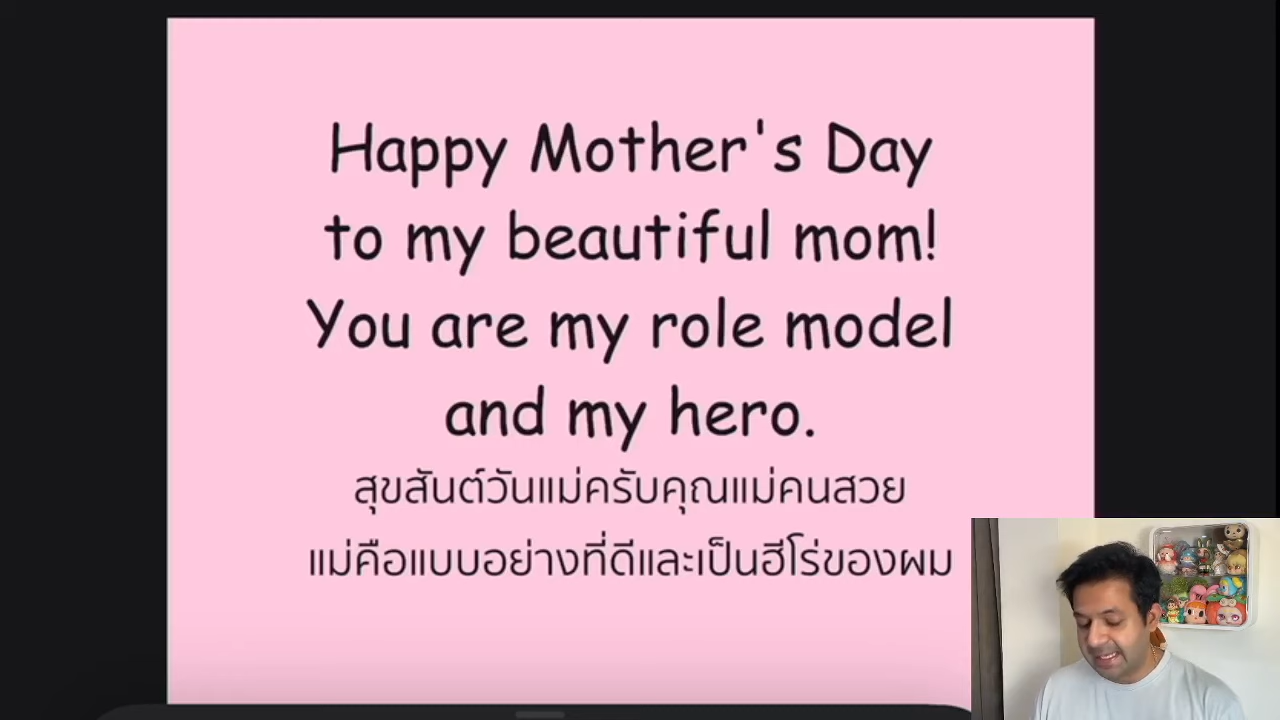 Happy Mother's Day
to my beautiful mom!
You are my role model
and my hero.
สุขสันต์วันแม่ครับคุณแม่คนสวย
แม่คือแบบอย่างที่ดีและเป็นฮีโร่ของผม